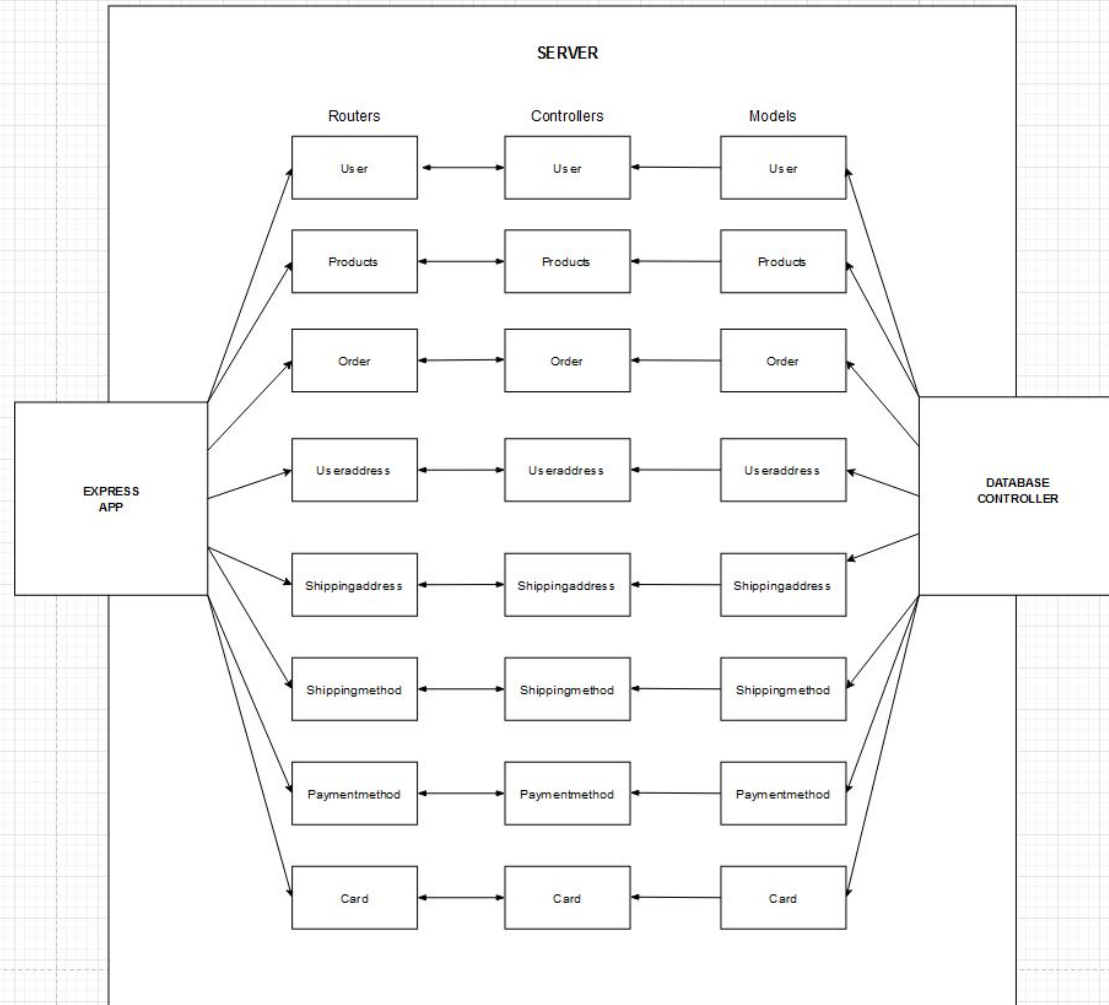 SERVER
Routers Controllers Models
User User User
Products Products Products
Order Order Order
Useraddress Useraddress Useraddress
EXPRESS
APP
DATABASE
CONTROLLER
Shippingaddress Shippingaddress Shippingaddress
Shippingmethod Shippingmethod Shippingmethod
Paymentmethod Paymentmethod Paymentmethod
Card Card Card